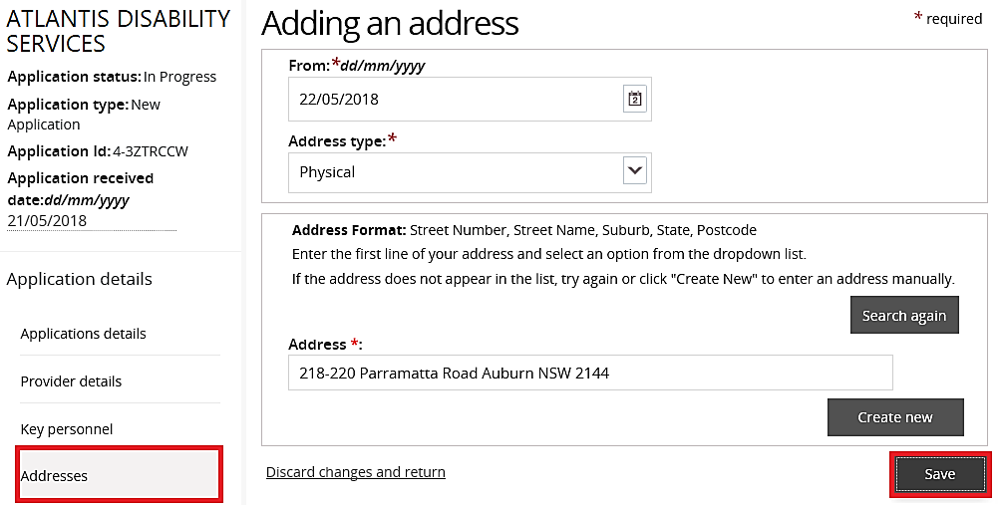 ATLANTIS DISABILITY
SERVICES
Application status: In Progress
Application type: New
Application
Application Id: 4-3ZTRCCW
Application received
date:dd/mm/yyyy
21/05/2018
Application details
Applications details
Provider details
Key personnel
Addresses
Adding an address
* required
From:*dd/mm/yyyy
22/05/2018
2
Address type:*
Physical
Address Format: Street Number, Street Name, Suburb, State, Postcode
Enter the first line of your address and select an option from the dropdown list.
If the address does not appear in the list, try again or click "Create New" to enter an address manually.
Search again
Address *:
218-220 Parramatta Road Auburn NSW 2144
Create new
Discard changes and return
Save